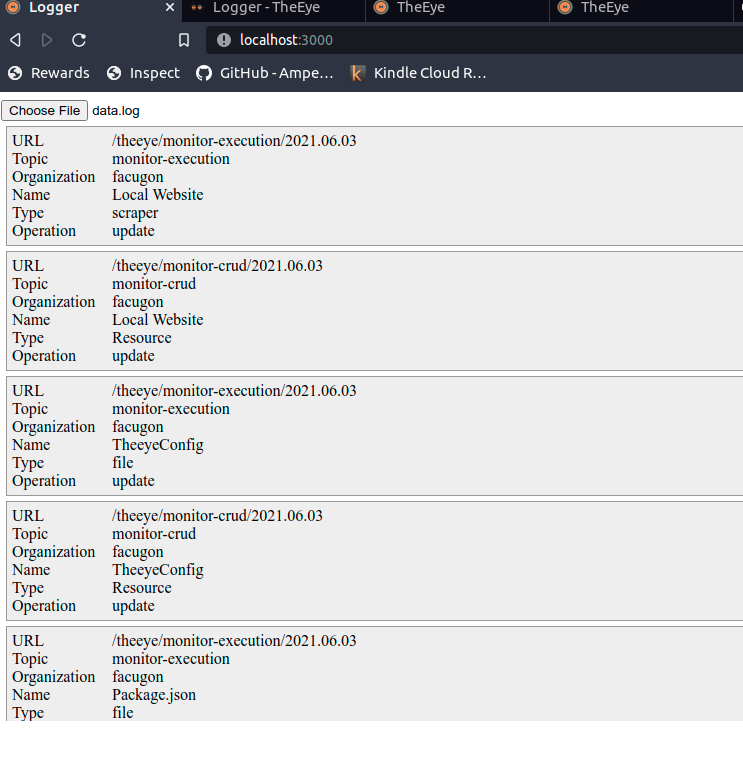 Logger
Logger - TheEye
TheEye
TheEye
localhost:3000
Rewards Inspect GitHub - Ampe... Kindle Cloud R...
Choose File data.log
URL /theeye/monitor-execution/2021.06.03
Topic monitor-execution
Organization facugon
Name Local Website
Type scraper
Operation update
URL /theeye/monitor-crud/2021.06.03
Topic monitor-crud
Organization facugon
Name Local Website
Type Resource
Operation update
URL /theeye/monitor-execution/2021.06.03
Topic monitor-execution
Organization facugon
Name TheeyeConfig
Type file
Operation update
URL /theeye/monitor-crud/2021.06.03
Topic monitor-crud
Organization facugon
Name TheeyeConfig
Type Resource
Operation update
URL /theeye/monitor-execution/2021.06.03
Topic monitor-execution
Organization facugon
Name Package.json
Type file